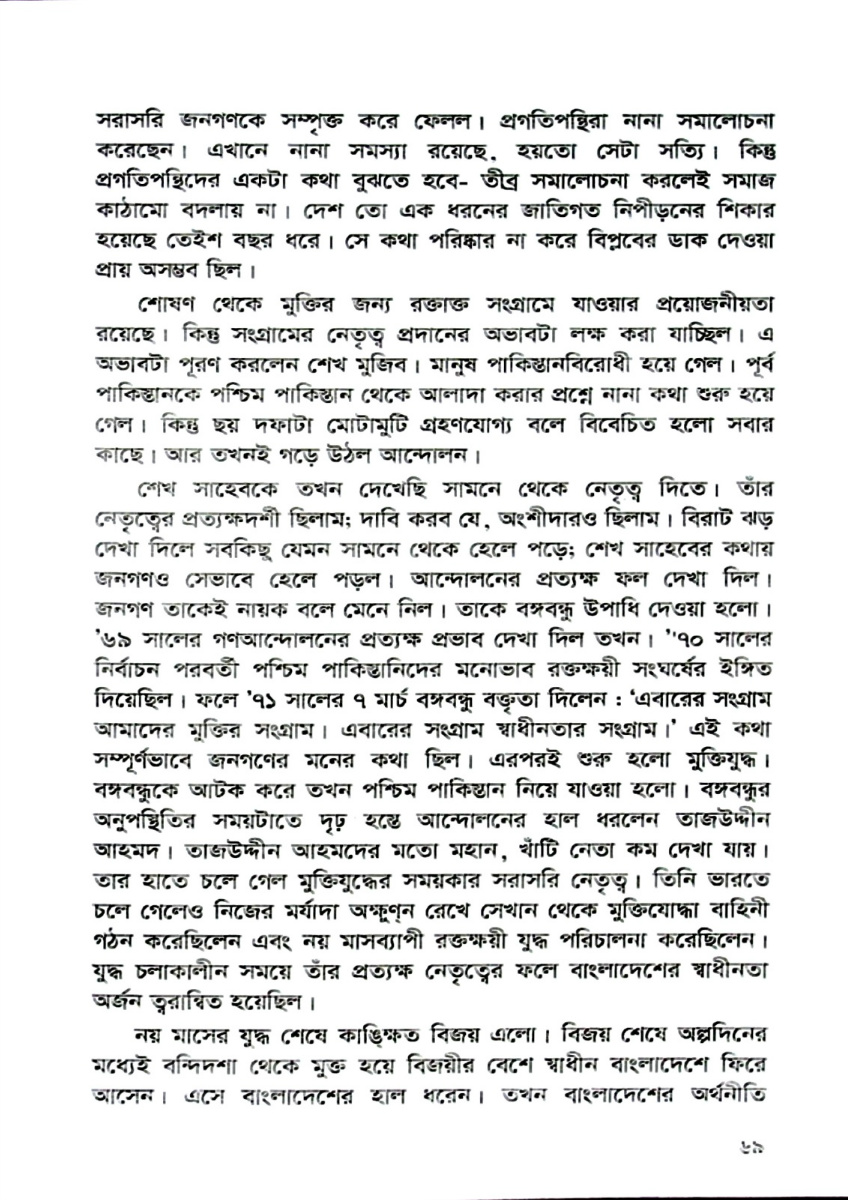 সরাসরি জনগণকে সম্পৃক্ত করে ফেলল। প্রগতিপন্থিরা নানা সমালোচনা
করেছেন। এখানে নানা সমস্যা রয়েছে, হয়তো সেটা সত্যি। কিন্তু
প্রগতিপন্থিদের একটা কথা বুঝতে হবে- তীব্র সমালোচনা করলেই সমাজ
কাঠামো বদলায় না। দেশ তো এক ধরনের জাতিগত নিপীড়নের শিকার
হয়েছে তেইশ বছর ধরে। সে কথা পরিষ্কার না করে বিপ্লবের ডাক দেওয়া
প্রায় অসম্ভব ছিল।
শোষণ থেকে মুক্তির জন্য রক্তাক্ত সংগ্রামে যাওয়ার প্রয়োজনীয়তা
রয়েছে। কিন্তু সংগ্রামের নেতৃত্ব প্রদানের অভাবটা লক্ষ করা যাচ্ছিল। এ
অভাবটা পূরণ করলেন শেখ মুজিব। মানুষ পাকিস্তানবিরোধী হয়ে গেল। পূর্ব
পাকিস্তানকে পশ্চিম পাকিস্তান থেকে আলাদা করার প্রশ্নে নানা কথা শুরু হয়ে
গেল। কিন্তু ছয় দফাটা মোটামুটি গ্রহণযোগ্য বলে বিবেচিত হলো সবার
কাছে। আর তখনই গড়ে উঠল আন্দোলন।
শেখ সাহেবকে তখন দেখেছি সামনে থেকে নেতৃত্ব দিতে। তাঁর
নেতৃত্বের প্রত্যক্ষদর্শী ছিলাম; দাবি করব যে, অংশীদারও ছিলাম। বিরাট ঝড়
দেখা দিলে সবকিছু যেমন সামনে থেকে হেলে পড়ে; শেখ সাহেবের কথায়
জনগণও সেভাবে হেলে পড়ল। আন্দোলনের প্রত্যক্ষ ফল দেখা দিল।
জনগণ তাকেই নায়ক বলে মেনে নিল। তাকে বঙ্গবন্ধু উপাধি দেওয়া হলো।
'৬৯ সালের গণআন্দোলনের প্রত্যক্ষ প্রভাব দেখা দিল তখন। '৭০ সালের
নির্বাচন পরবর্তী পশ্চিম পাকিস্তানিদের মনোভাব রক্তক্ষয়ী সংঘর্ষের ইঙ্গিত
দিয়েছিল। ফলে '৭১ সালের ৭ মার্চ বঙ্গবন্ধু বক্তৃতা দিলেন : 'এবারের সংগ্রাম
আমাদের মুক্তির সংগ্রাম। এবারের সংগ্রাম স্বাধীনতার সংগ্রাম।' এই কথা
সম্পূর্ণভাবে জনগণের মনের কথা ছিল। এরপরই শুরু হলো মুক্তিযুদ্ধ।
বঙ্গবন্ধুকে আটক করে তখন পশ্চিম পাকিস্তান নিয়ে যাওয়া হলো। বঙ্গবন্ধুর
অনুপস্থিতির সময়টাতে দৃঢ় হস্তে আন্দোলনের হাল ধরলেন তাজউদ্দীন
আহমদ। তাজউদ্দীন আহমদের মতো মহান, খাঁটি নেতা কম দেখা যায়।
তার হাতে চলে গেল মুক্তিযুদ্ধের সময়কার সরাসরি নেতৃত্ব। তিনি ভারতে
চলে গেলেও নিজের মর্যাদা অক্ষুণ্ন রেখে সেখান থেকে মুক্তিযোদ্ধা বাহিনী
গঠন করেছিলেন এবং নয় মাসব্যাপী রক্তক্ষয়ী যুদ্ধ পরিচালনা করেছিলেন।
যুদ্ধ চলাকালীন সময়ে তাঁর প্রত্যক্ষ নেতৃত্বের ফলে বাংলাদেশের স্বাধীনতা
অর্জন ত্বরান্বিত হয়েছিল।
নয় মাসের যুদ্ধ শেষে কাঙ্ক্ষিত বিজয় এলো। বিজয় শেষে অল্পদিনের
মধ্যেই বন্দিদশা থেকে মুক্ত হয়ে বিজয়ীর বেশে স্বাধীন বাংলাদেশে ফিরে
আসেন। এসে বাংলাদেশের হাল ধরেন। তখন বাংলাদেশের অর্থনীতি
৬৯